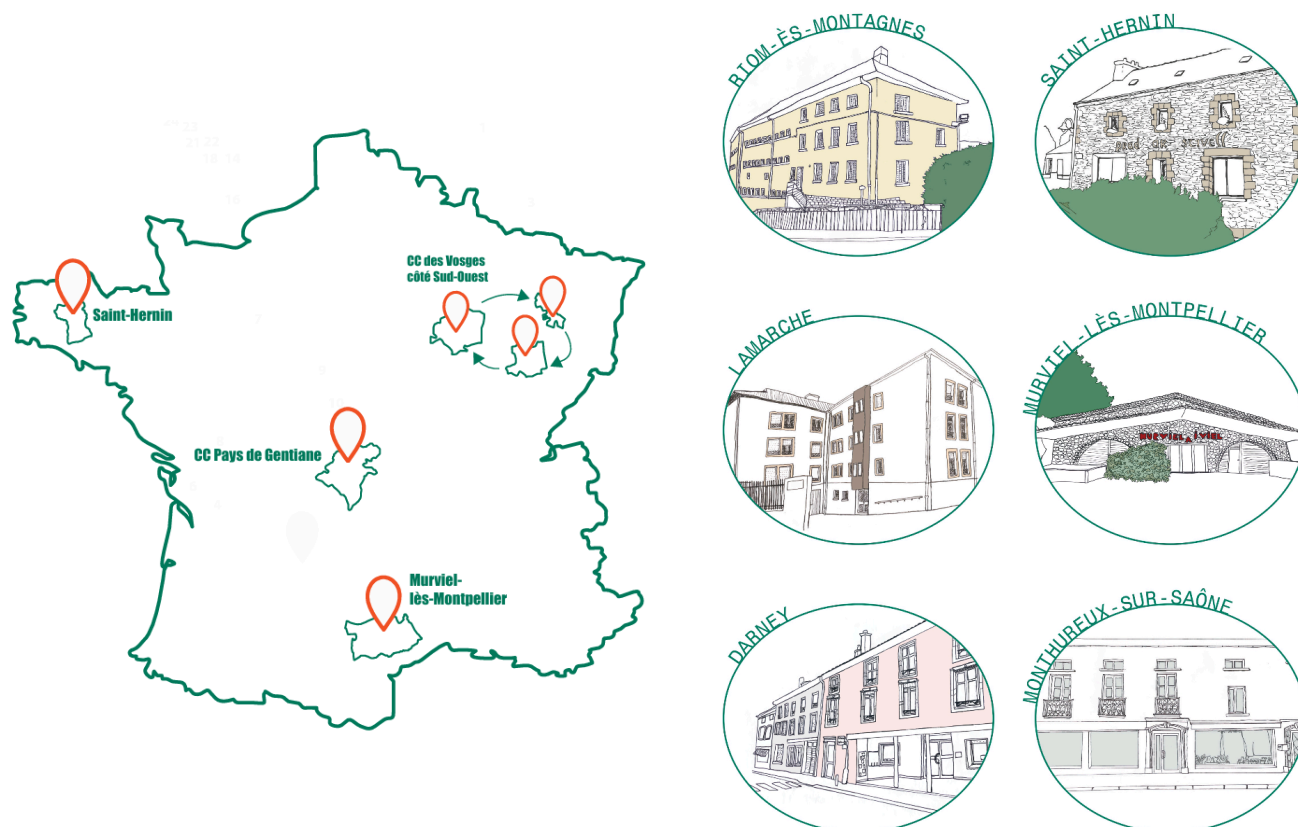 CC des Vosges
côté Sud-Ouest
Saint-Hernin
CC Pays de Gentiane
Murviel-
lès-Montpellier
RIOM-ÈS-MONTAGNES
SAINT-HERNIN
LAMARCHE
MURVIEL-LÈS-MONTPELLIER
MURVIEL
DARNEY
MONTHUREUX-SUR-SAÔNE